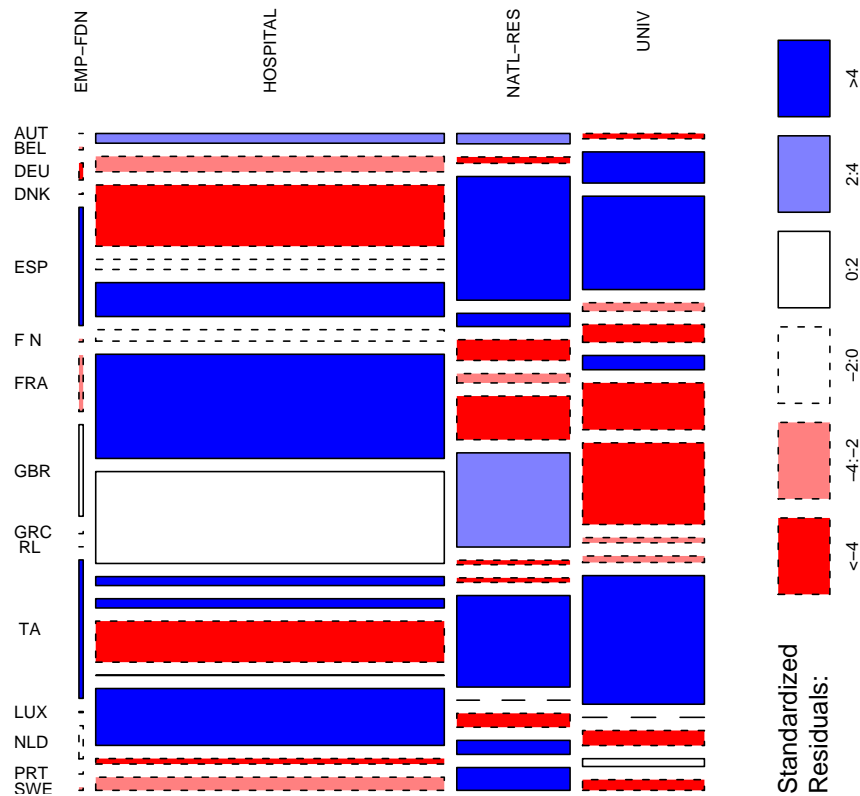 EMP−FDN
HOSPITAL
NATL−RES
UNIV
AUT
BEL
DEU
DNK
ESP
F N
FRA
GBR
GRC
RL
TA
LUX
NLD
PRT
SWE
>4
2:4
0:2
−2:0
−4:−2
<−4
Standardized
Residuals: